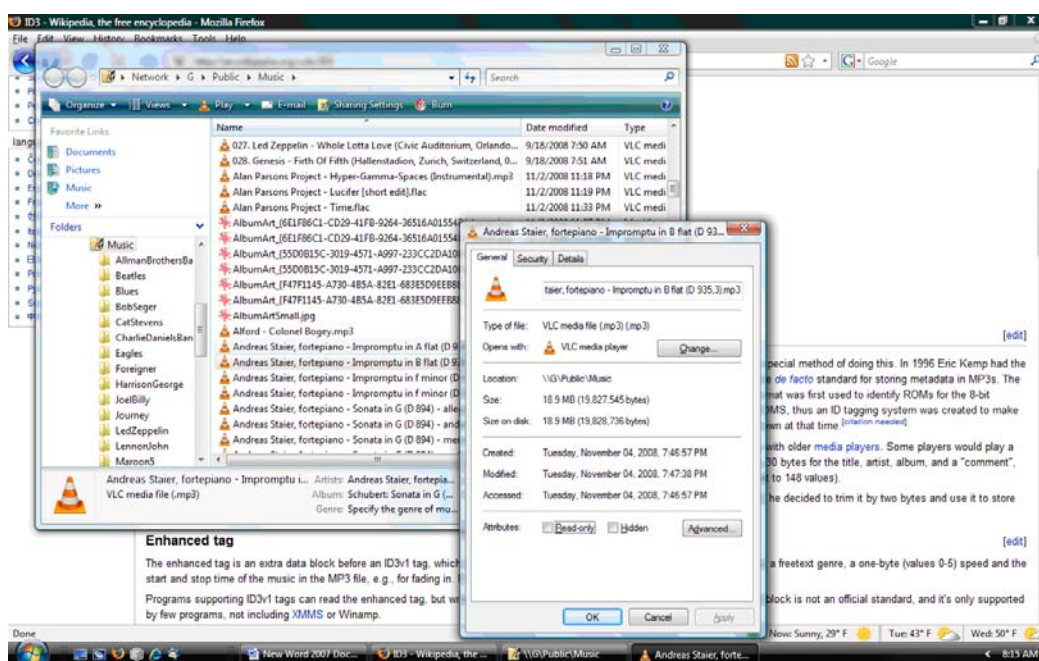 ID3 - Wikipedia, the free encyclopedia - Mozilla Firefox
File Edit View History Bookmarks Tools Help
Google
Network Public Music
Search
Organize Views Play E-mail Sharing Settings Burn
Favorite Links
Documents
Pictures
Music
More »
Folders
Music
AllmanBrothersBa
Beatles
Blues
BobSeger
CatStevens
CharlieDanielsBan
Eagles
Foreigner
HarrisonGeorge
JoelBilly
Journey
LedZeppelin
LennonJohn
Maroon5
Name Date modified Type
027. Led Zeppelin - Whole Lotta Love (Civic Auditorium, Orlando... 9/18/2008 7:50 AM VLC medi
028. Genesis - Firth Of Fifth (Hallenstadion, Zurich, Switzerland, 0... 9/18/2008 7:51 AM VLC medi
Alan Parsons Project - Hyper-Gamma-Spaces (Instrumental).mp3 11/2/2008 11:18 PM VLC medi
Alan Parsons Project - Lucifer [short edit].flac 11/2/2008 11:19 PM VLC medi
Alan Parsons Project - Time.flac 11/2/2008 11:33 PM VLC medi
AlbumArtSmall.jpg
Alford - Colonel Bogey.mp3
Andreas Staier, fortepiano - Impromptu in A flat (D 9
Andreas Staier, fortepiano - Impromptu in B flat (D 93
Andreas Staier, fortepiano - Impromptu in f minor (D
Andreas Staier, fortepiano - Impromptu in f minor (D
Andreas Staier, fortepiano - Sonata in G (D 894) - alle
Andreas Staier, fortepiano - Sonata in G (D 894) - and
Andreas Staier, fortepiano - Sonata in G (D 894) - me
Andreas Staier, fortepiano - Impromptu i... Artists: Andreas Staier, fortepia...
VLC media file (.mp3) Album: Schubert: Sonata in G (...
Genre: Specify the genre of mu...
Andreas Staier, fortepiano - Impromptu in B flat (D 93...
General Security Details
taier, fortepiano - Impromptu in B flat (D 935,3).mp3
Type of file: VLC media file (.mp3) (.mp3)
Opens with: VLC media player Change...
Location: \\G\Public\Music
Size: 18.9 MB (19,827,545 bytes)
Size on disk: 18.9 MB (19,828,736 bytes)
Created: Tuesday, November 04, 2008, 7:46:57 PM
Modified: Tuesday, November 04, 2008, 7:47:38 PM
Accessed: Tuesday, November 04, 2008, 7:46:57 PM
Attributes: Read-only Hidden Advanced...
OK Cancel Apply
[edit]
pecial method of doing this. In 1996 Eric Kemp had the
de facto standard for storing metadata in MP3s. The
mat was first used to identify ROMs for the 8-bit
MS, thus an ID tagging system was created to make
wn at that time.[citation needed]
with older media players. Some players would play a
30 bytes for the title, artist, album, and a "comment",
t to 148 values).
he decided to trim it by two bytes and use it to store
Enhanced tag [edit]
The enhanced tag is an extra data block before an ID3v1 tag, which
a freetext genre, a one-byte (values 0-5) speed and the
start and stop time of the music in the MP3 file, e.g., for fading in.
Programs supporting ID3v1 tags can read the enhanced tag, but
block is not an official standard, and it's only supported
by few programs, not including XMMS or Winamp.
Done Now: Sunny, 29° F Tue: 43° F Wed: 50° F
New Word 2007 Doc... ID3 - Wikipedia, the ... \\G\Public\Music Andreas Staier, forte... 8:15 AM